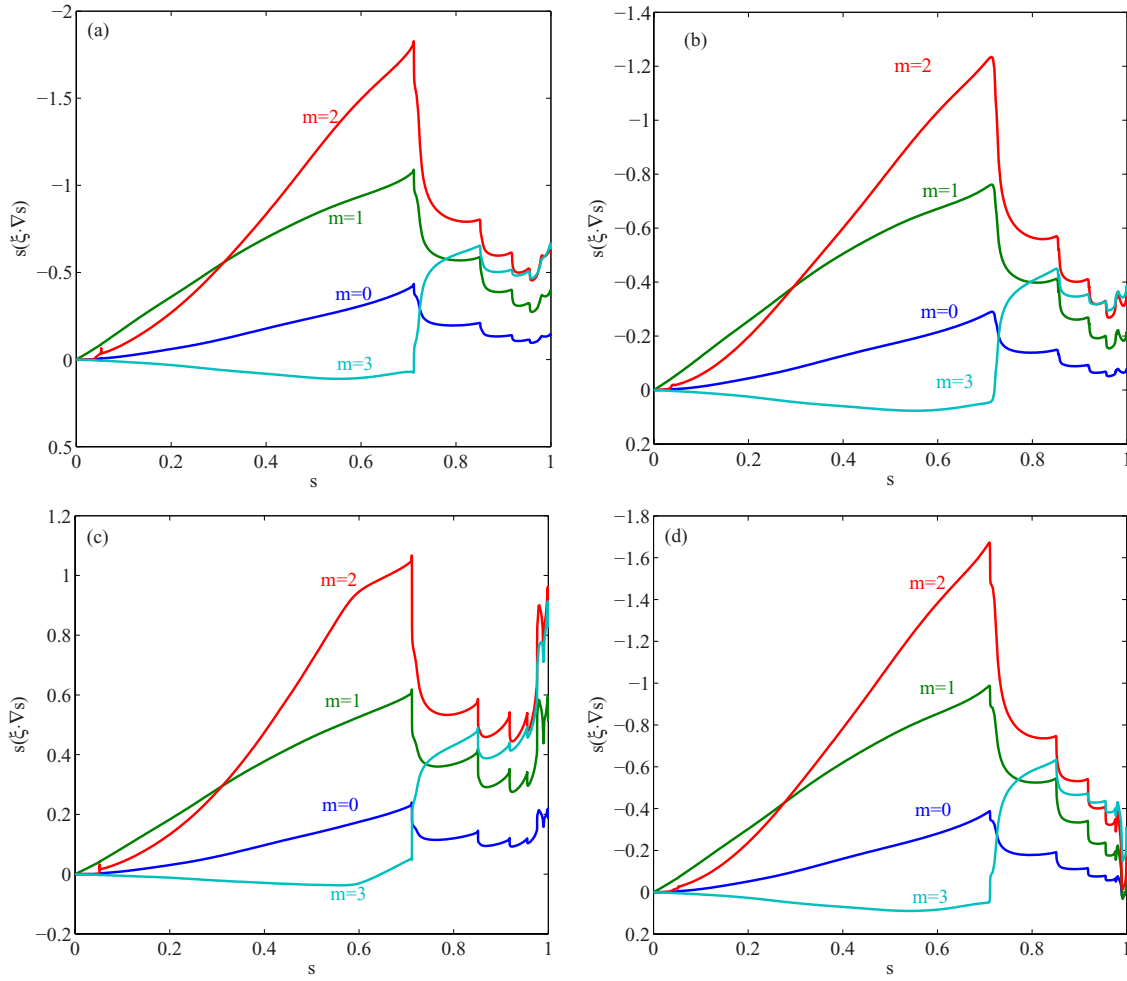 (a)
−2
−1.5
−1
−0.5
0
0.5
s(ξ·∇s)
m=2
m=1
m=0
m=3
0 0.2 0.4 0.6 0.8 1
s
(b)
−1.4
−1.2
−1
−0.8
−0.6
−0.4
−0.2
0
0.2
s(ξ·∇s)
m=2
m=1
m=0
m=3
0 0.2 0.4 0.6 0.8 1
s
(c)
1.2
1
0.8
0.6
0.4
0.2
0
−0.2
s(ξ·∇s)
m=2
m=1
m=0
m=3
0 0.2 0.4 0.6 0.8 1
s
(d)
−1.8
−1.6
−1.4
−1.2
−1
−0.8
−0.6
−0.4
−0.2
0
0.2
s(ξ·∇s)
m=2
m=1
m=0
m=3
0 0.2 0.4 0.6 0.8 1
s